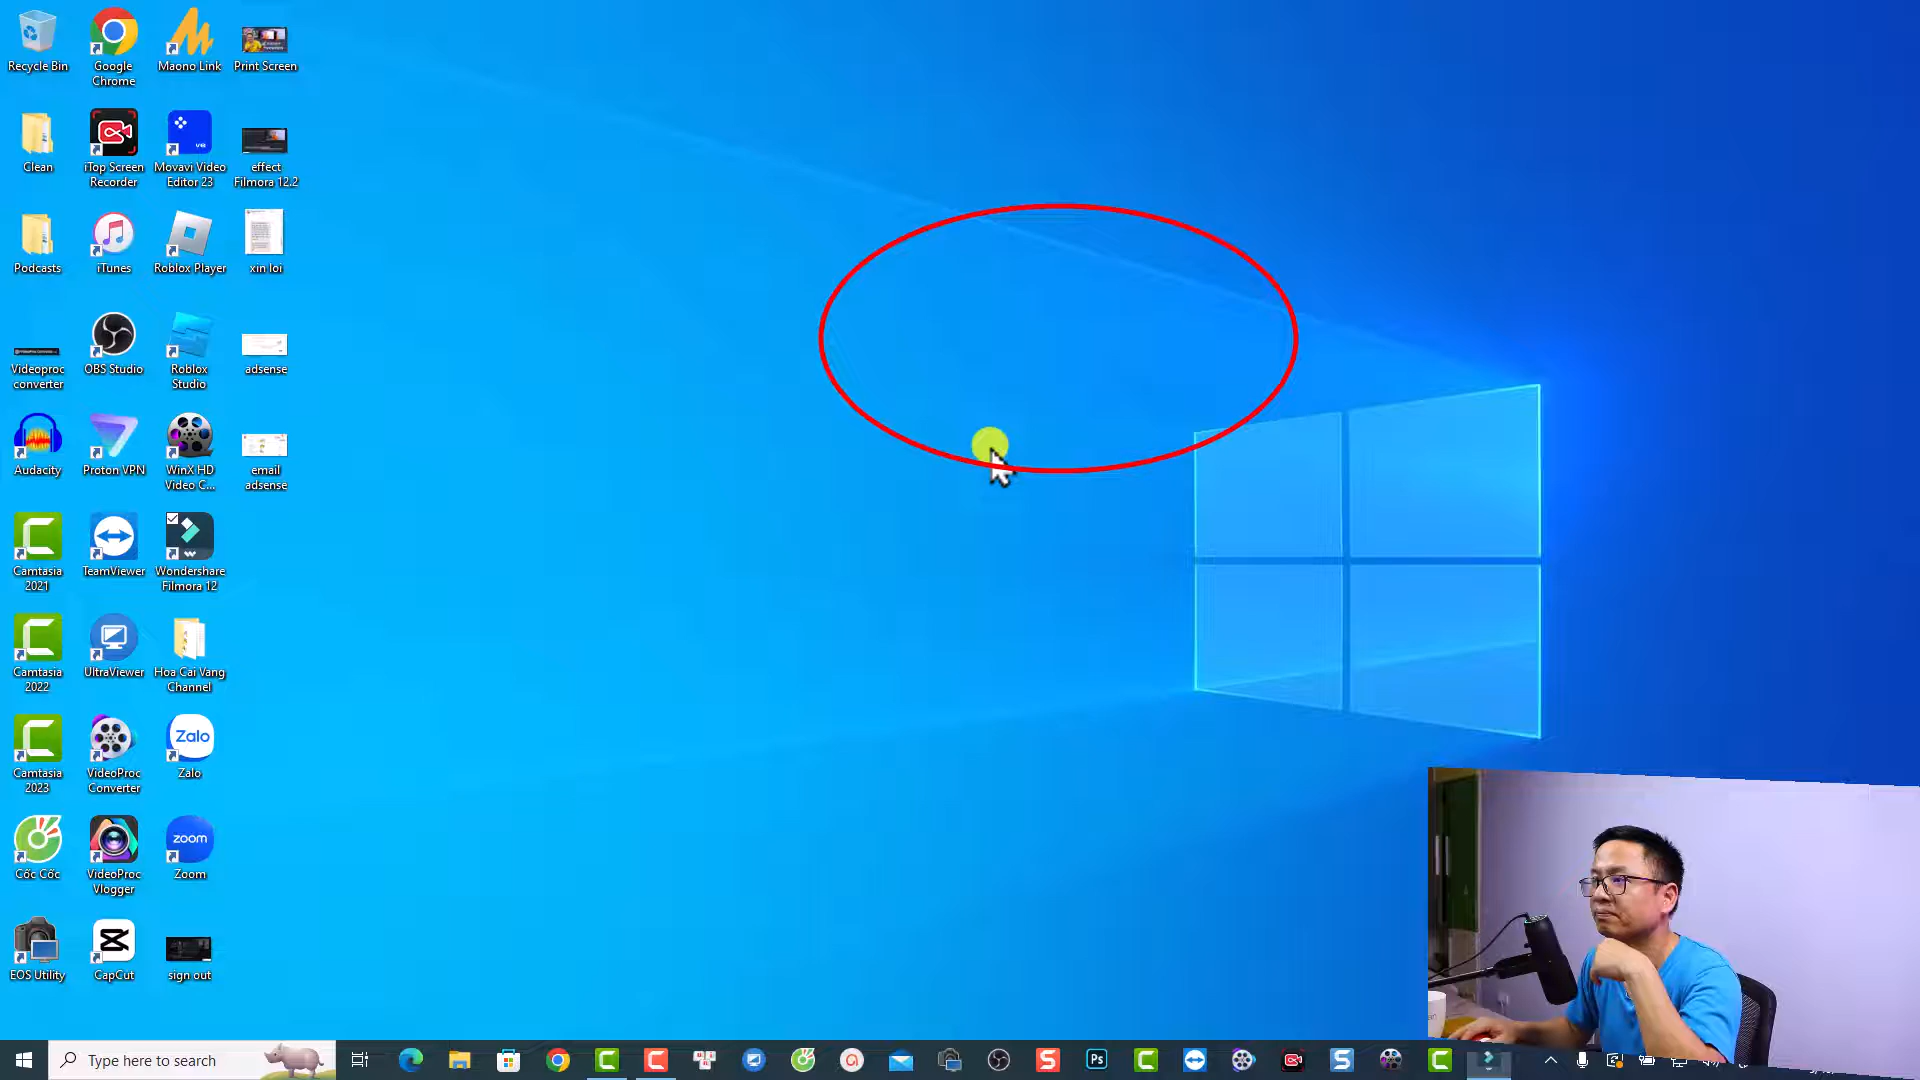 Recycle Bin
Google
Chrome
Maono Link
Print Screen
Clean
iTop Screen
Recorder
Movavi Video
Editor 23
effect
Filmora 12.2
Podcasts
iTunes
Roblox Player
xin loi
Videoproc
converter
OBS Studio
Roblox
Studio
adsense
Audacity
Proton VPN
WinX HD
Video C...
email
adsense
Camtasia
2021
TeamViewer
Wondershare
Filmora 12
Camtasia
2022
UltraViewer
Hoa Cai Vang
Channel
Camtasia
2023
VideoProc
Converter
Zalo
Zalo
Cốc Cốc
VideoProc
Vlogger
zoom
Zoom
EOS Utility
CapCut
sign out
Type here to search
Ps